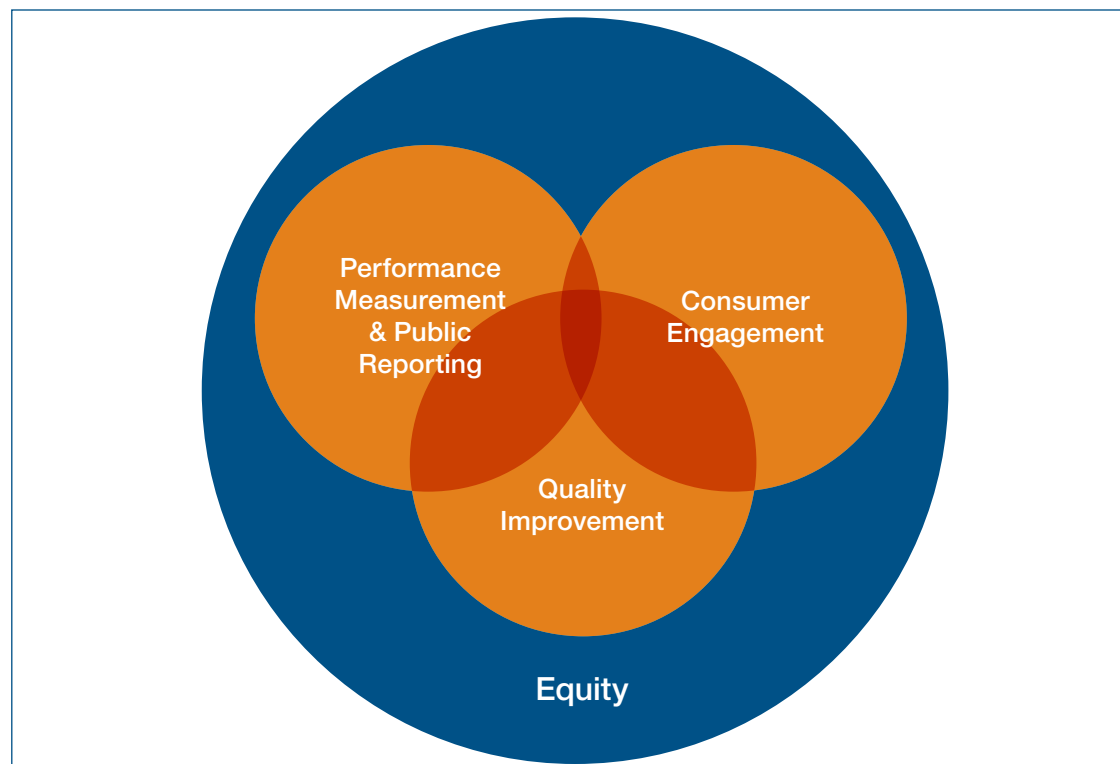 Performance
Measurement
& Public
Reporting
Consumer
Engagement
Quality
Improvement
Equity